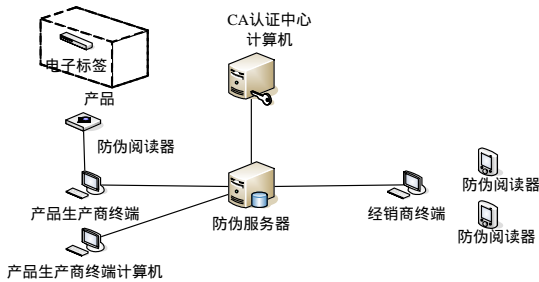 CA认证中心
计算机
电子标签
产品
防伪阅读器
产品生产商终端
防伪服务器
经销商终端
防伪阅读器
防伪阅读器
产品生产商终端计算机